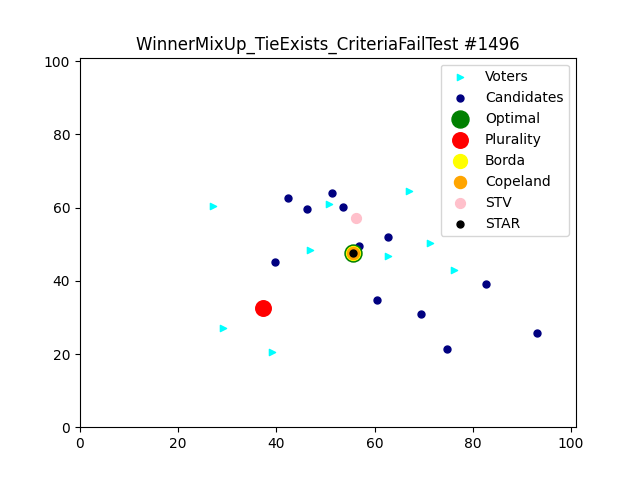 WinnerMixUp_TieExists_CriteriaFailTest #1496
100
80
60
40
20
0
0 20 40 60 80 100
Voters
Candidates
Optimal
Plurality
Borda
Copeland
STV
STAR